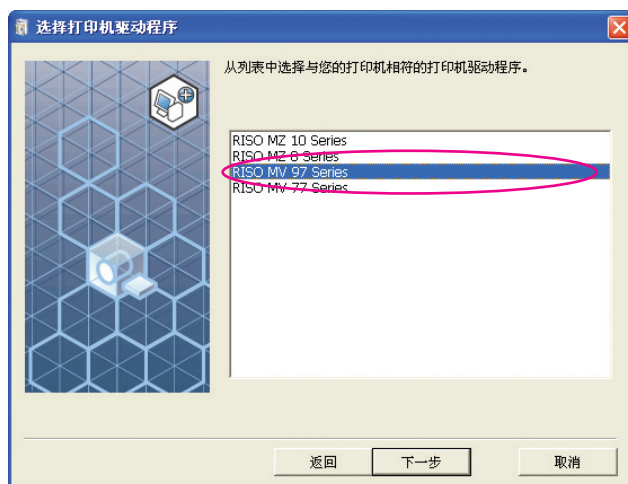 选择打印机驱动程序
从列表中选择与您的打印机相符的打印机驱动程序。
RISO MZ 10 Series
RISO MZ 8 Series
RISO MV 97 Series
RISO MV 77 Series
返回
下一步
取消